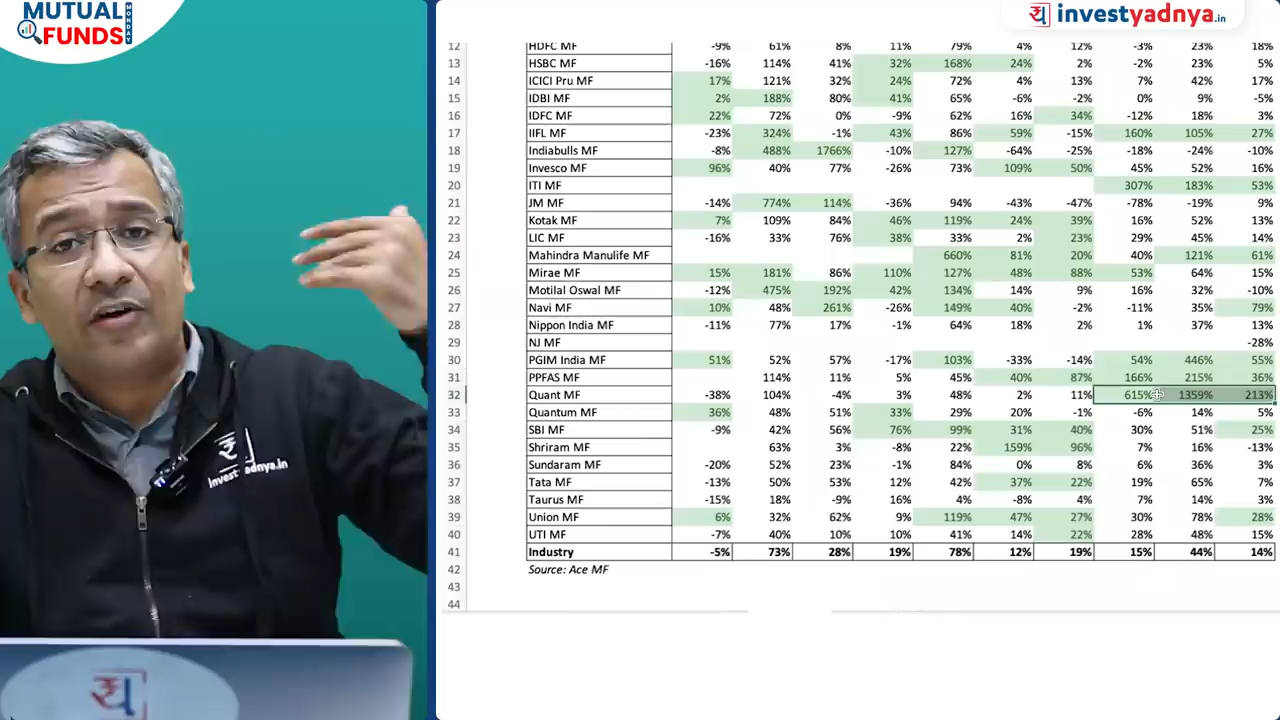 MUTUAL
FUNDS
MONDAY
investyadnya.in
12 HDFC MF -9% 61% 8% 11% 79% 4% 12% -3% 23% 18%
13 HSBC MF -16% 114% 41% 32% 168% 24% 2% -2% 23% 5%
14 ICICI Pru MF 17% 121% 32% 24% 72% 4% 13% 7% 42% 17%
15 IDBI MF 2% 188% 80% 41% 65% -6% -2% 0% 9% -5%
16 IDFC MF 22% 72% 0% -9% 62% 16% 34% -12% 18% 3%
17 IIFL MF -23% 324% -1% 43% 86% 59% -15% 160% 105% 27%
18 Indiabulls MF -8% 488% 1766% -10% 127% -64% -25% -18% -24% -10%
19 Invesco MF 96% 40% 77% -26% 73% 109% 50% 45% 52% 16%
20 ITI MF 307% 183% 53%
21 JM MF -14% 774% 114% -36% 94% -43% -47% -78% -19% 9%
22 Kotak MF 7% 109% 84% 46% 119% 24% 39% 16% 52% 13%
23 LIC MF -16% 33% 76% 38% 33% 2% 23% 29% 45% 14%
24 Mahindra Manulife MF 660% 81% 20% 40% 121% 61%
25 Mirae MF 15% 181% 86% 110% 127% 48% 88% 53% 64% 15%
26 Motilal Oswal MF -12% 475% 192% 42% 134% 14% 9% 16% 32% -10%
27 Navi MF 10% 48% 261% -26% 149% 40% -2% -11% 35% 79%
28 Nippon India MF -11% 77% 17% -1% 64% 18% 2% 1% 37% 13%
29 NJ MF -28%
30 PGIM India MF 51% 52% 57% -17% 103% -33% -14% 54% 446% 55%
31 PPFAS MF 114% 11% 5% 45% 40% 87% 166% 215% 36%
32 Quant MF -38% 104% -4% 3% 48% 2% 11% 615% 1359% 213%
33 Quantum MF 36% 48% 51% 33% 29% 20% -1% -6% 14% 5%
34 SBI MF -9% 42% 56% 76% 99% 31% 40% 30% 51% 25%
35 Shriram MF 63% 3% -8% 22% 159% 96% 7% 16% -13%
36 Sundaram MF -20% 52% 23% -1% 84% 0% 8% 6% 36% 3%
37 Tata MF -13% 50% 53% 12% 42% 37% 22% 19% 65% 7%
38 Taurus MF -15% 18% -9% 16% 4% -8% 4% 7% 14% 3%
39 Union MF 6% 32% 62% 9% 119% 47% 27% 30% 78% 28%
40 UTI MF -7% 40% 10% 10% 41% 14% 22% 28% 48% 15%
41 Industry -5% 73% 28% 19% 78% 12% 19% 15% 44% 14%
42 Source: Ace MF
43
44
Investyadnya.in